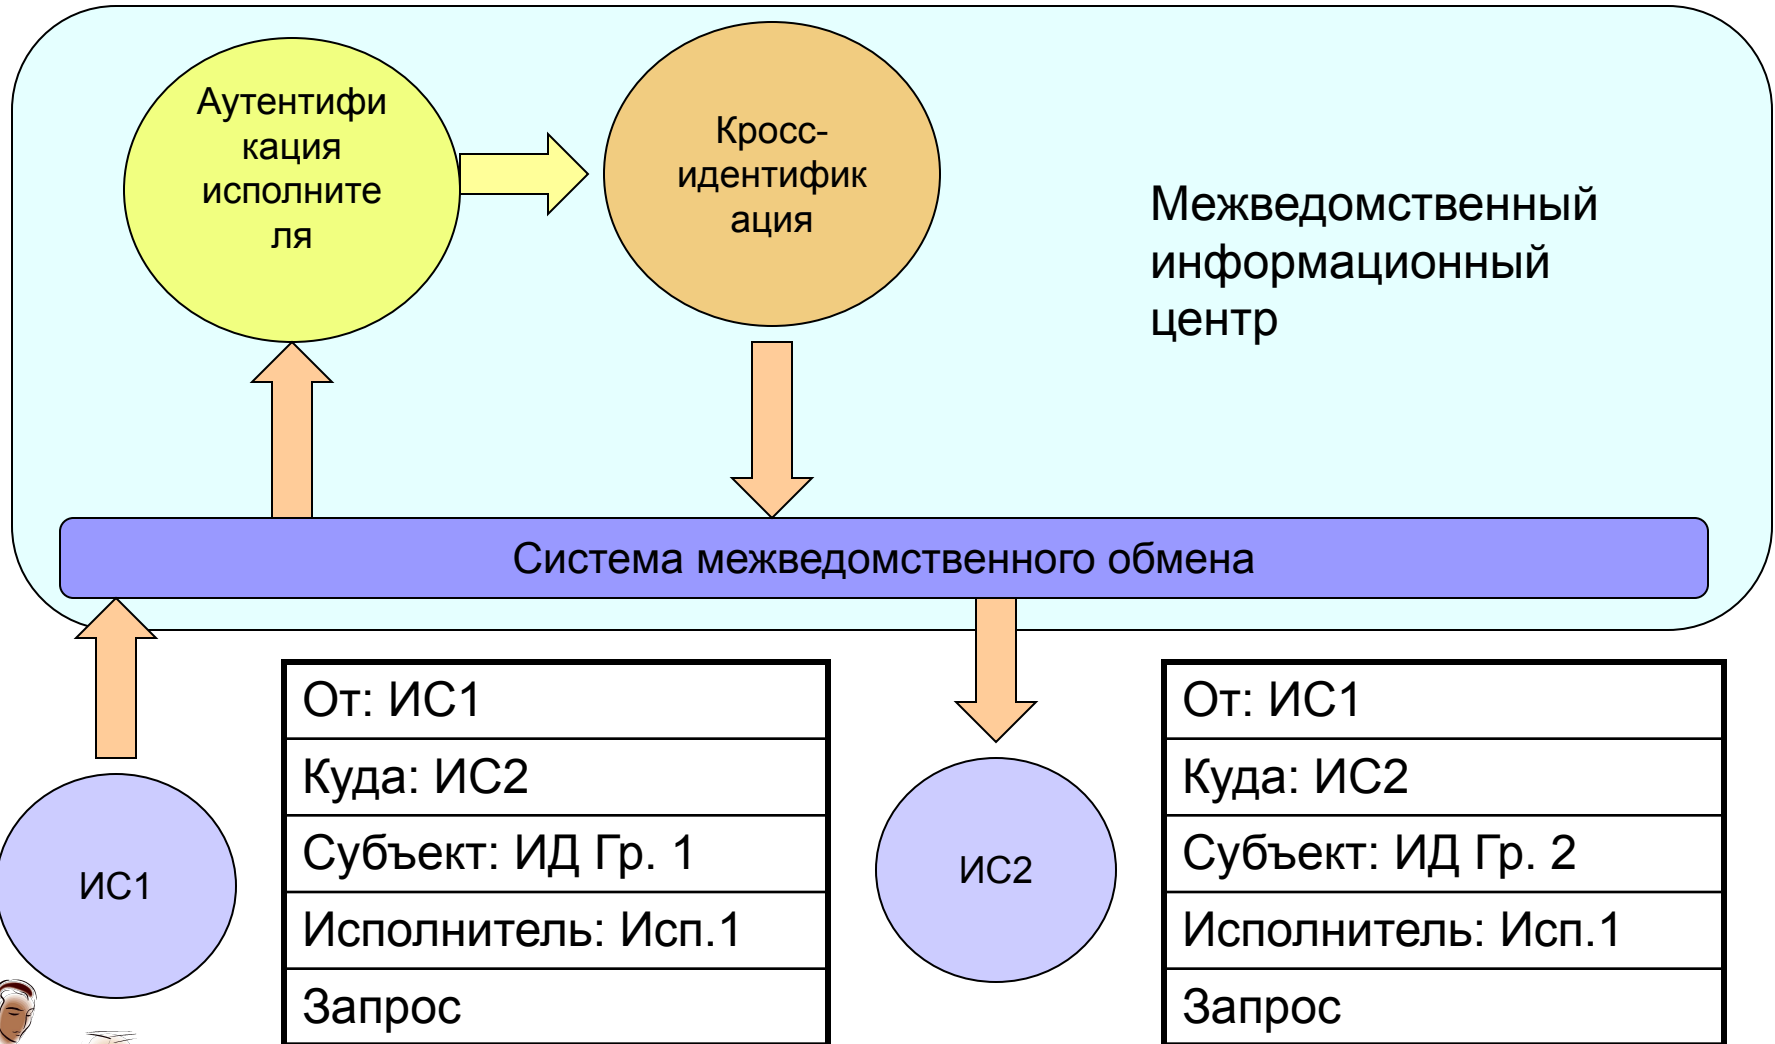 Аутентифи
кация
исполните
ля
Кросс-
идентифик
ация
Межведомственный
информационный
центр
Система межведомственного обмена
ИС1
От: ИС1
Куда: ИС2
Субъект: ИД Гр. 1
Исполнитель: Исп.1
Запрос
ИС2
От: ИС1
Куда: ИС2
Субъект: ИД Гр. 2
Исполнитель: Исп.1
Запрос